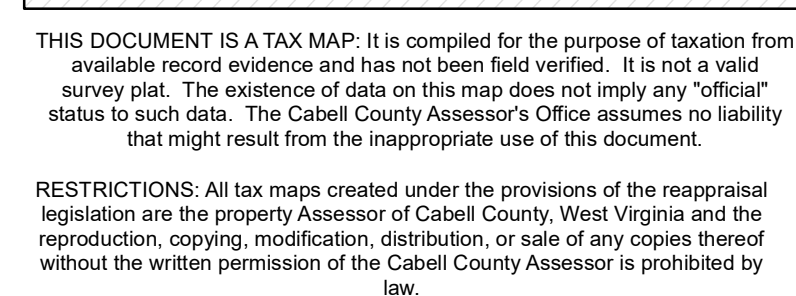 THIS DOCUMENT IS A TAX MAP: It is compiled for the purpose of taxation from
available record evidence and has not been field verified.  It is not a valid
survey plat.  The existence of data on this map does not imply any "official"
status to such data.  The Cabell County Assessor's Office assumes no liability
that might result from the inappropriate use of this document.
RESTRICTIONS: All tax maps created under the provisions of the reappraisal
legislation are the property Assessor of Cabell County, West Virginia and the
reproduction, copying, modification, distribution, or sale of any copies thereof
without the written permission of the Cabell County Assessor is prohibited by
law.